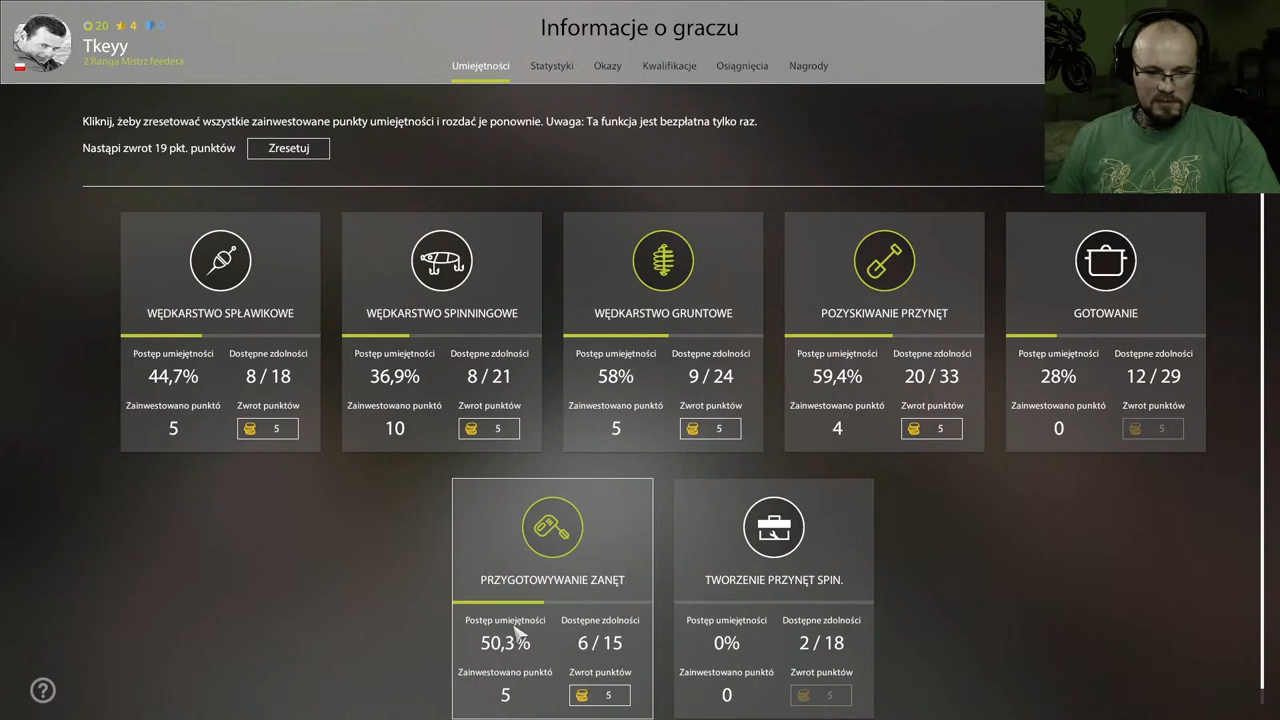 20 4
Tkeyy
2 Ranga Mistrz feedera
Informacje o graczu
Umiejętności Statystyki Okazy Kwalifikacje Osiągnięcia Nagrody
Kliknij, żeby zresetować wszystkie zainwestowane punkty umiejętności i rozdać je ponownie. Uwaga: Ta funkcja jest bezpłatna tylko raz.
Nastąpi zwrot 19 pkt. punktów Zresetuj
WĘDKARSTWO SPŁAWIKOWE
Postęp umiejętności Dostępne zdolności
44,7% 8 / 18
Zainwestowano punktó Zwrot punktów
5 5
WĘDKARSTWO SPINNINGOWE
Postęp umiejętności Dostępne zdolności
36,9% 8 / 21
Zainwestowano punktó Zwrot punktów
10 5
WĘDKARSTWO GRUNTOWE
Postęp umiejętności Dostępne zdolności
58% 9 / 24
Zainwestowano punktó Zwrot punktów
5 5
POZYSKIWANIE PRZYNĘT
Postęp umiejętności Dostępne zdolności
59,4% 20 / 33
Zainwestowano punktó Zwrot punktów
4 5
GOTOWANIE
Postęp umiejętności Dostępne zdolności
28% 12 / 29
Zainwestowano punktó Zwrot punktów
0 5
PRZYGOTOWYWANIE ZANĘT
Postęp umiejętności Dostępne zdolności
50,3% 6 / 15
Zainwestowano punktó Zwrot punktów
5 5
TWORZENIE PRZYNĘT SPIN.
Postęp umiejętności Dostępne zdolności
0% 2 / 18
Zainwestowano punktó Zwrot punktów
0 5
?